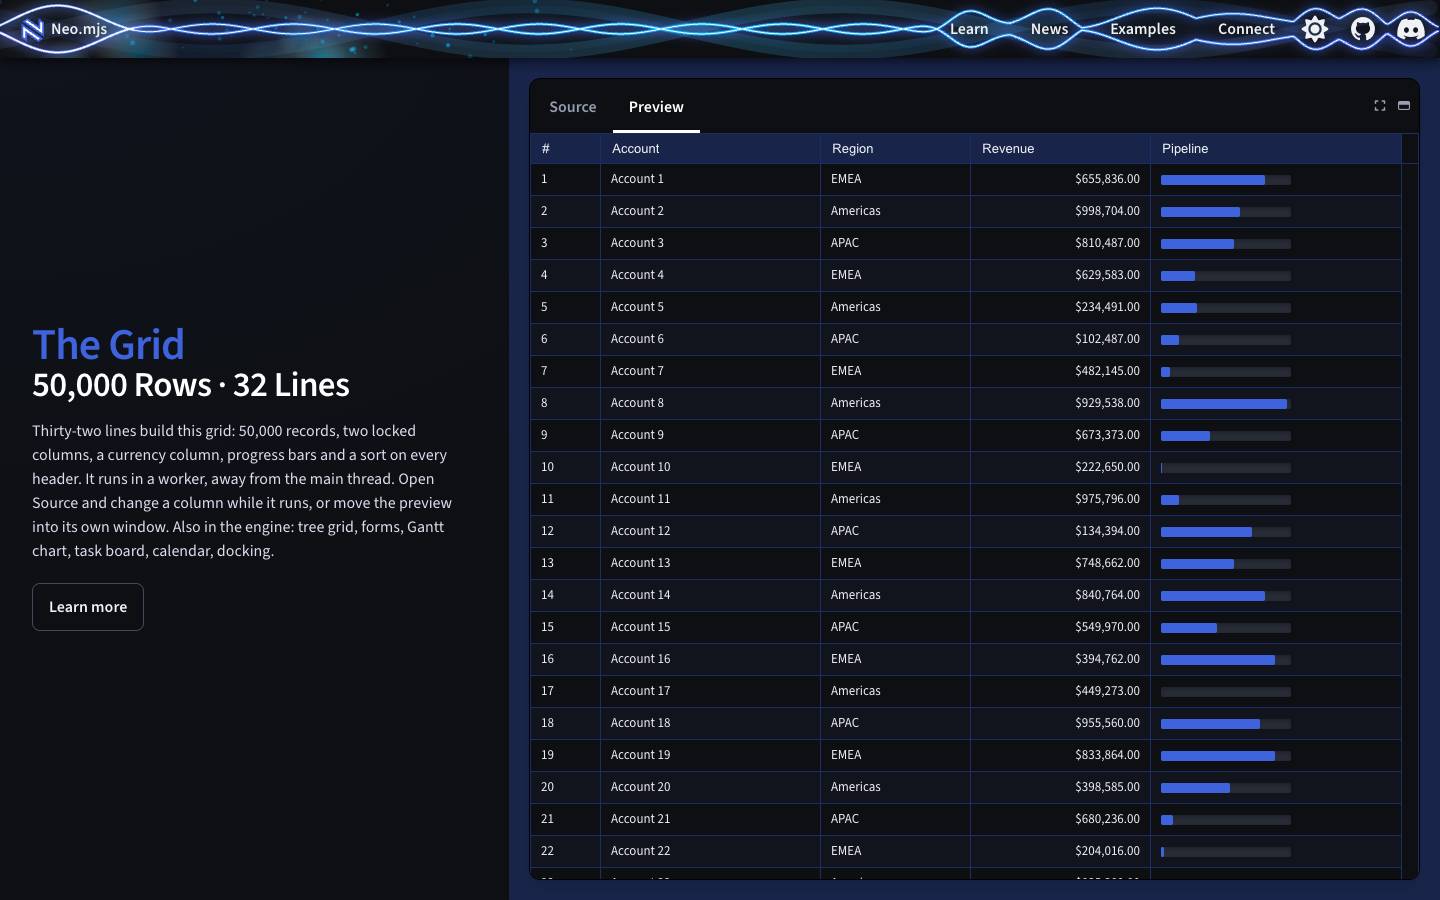 Neo.mjs Learn News Examples Connect
Source Preview
# Account Region Revenue Pipeline
1 Account 1 EMEA $655,836.00
2 Account 2 Americas $998,704.00
3 Account 3 APAC $810,487.00
4 Account 4 EMEA $629,583.00
5 Account 5 Americas $234,491.00
6 Account 6 APAC $102,487.00
7 Account 7 EMEA $482,145.00
8 Account 8 Americas $929,538.00
9 Account 9 APAC $673,373.00
10 Account 10 EMEA $222,650.00
11 Account 11 Americas $975,796.00
12 Account 12 APAC $134,394.00
13 Account 13 EMEA $748,662.00
14 Account 14 Americas $840,764.00
15 Account 15 APAC $549,970.00
16 Account 16 EMEA $394,762.00
17 Account 17 Americas $449,273.00
18 Account 18 APAC $955,560.00
19 Account 19 EMEA $833,864.00
20 Account 20 Americas $398,585.00
21 Account 21 APAC $680,236.00
22 Account 22 EMEA $204,016.00
The Grid
50,000 Rows · 32 Lines
Thirty-two lines build this grid: 50,000 records, two locked
columns, a currency column, progress bars and a sort on every
header. It runs in a worker, away from the main thread. Open
Source and change a column while it runs, or move the preview
into its own window. Also in the engine: tree grid, forms, Gantt
chart, task board, calendar, docking.
Learn more